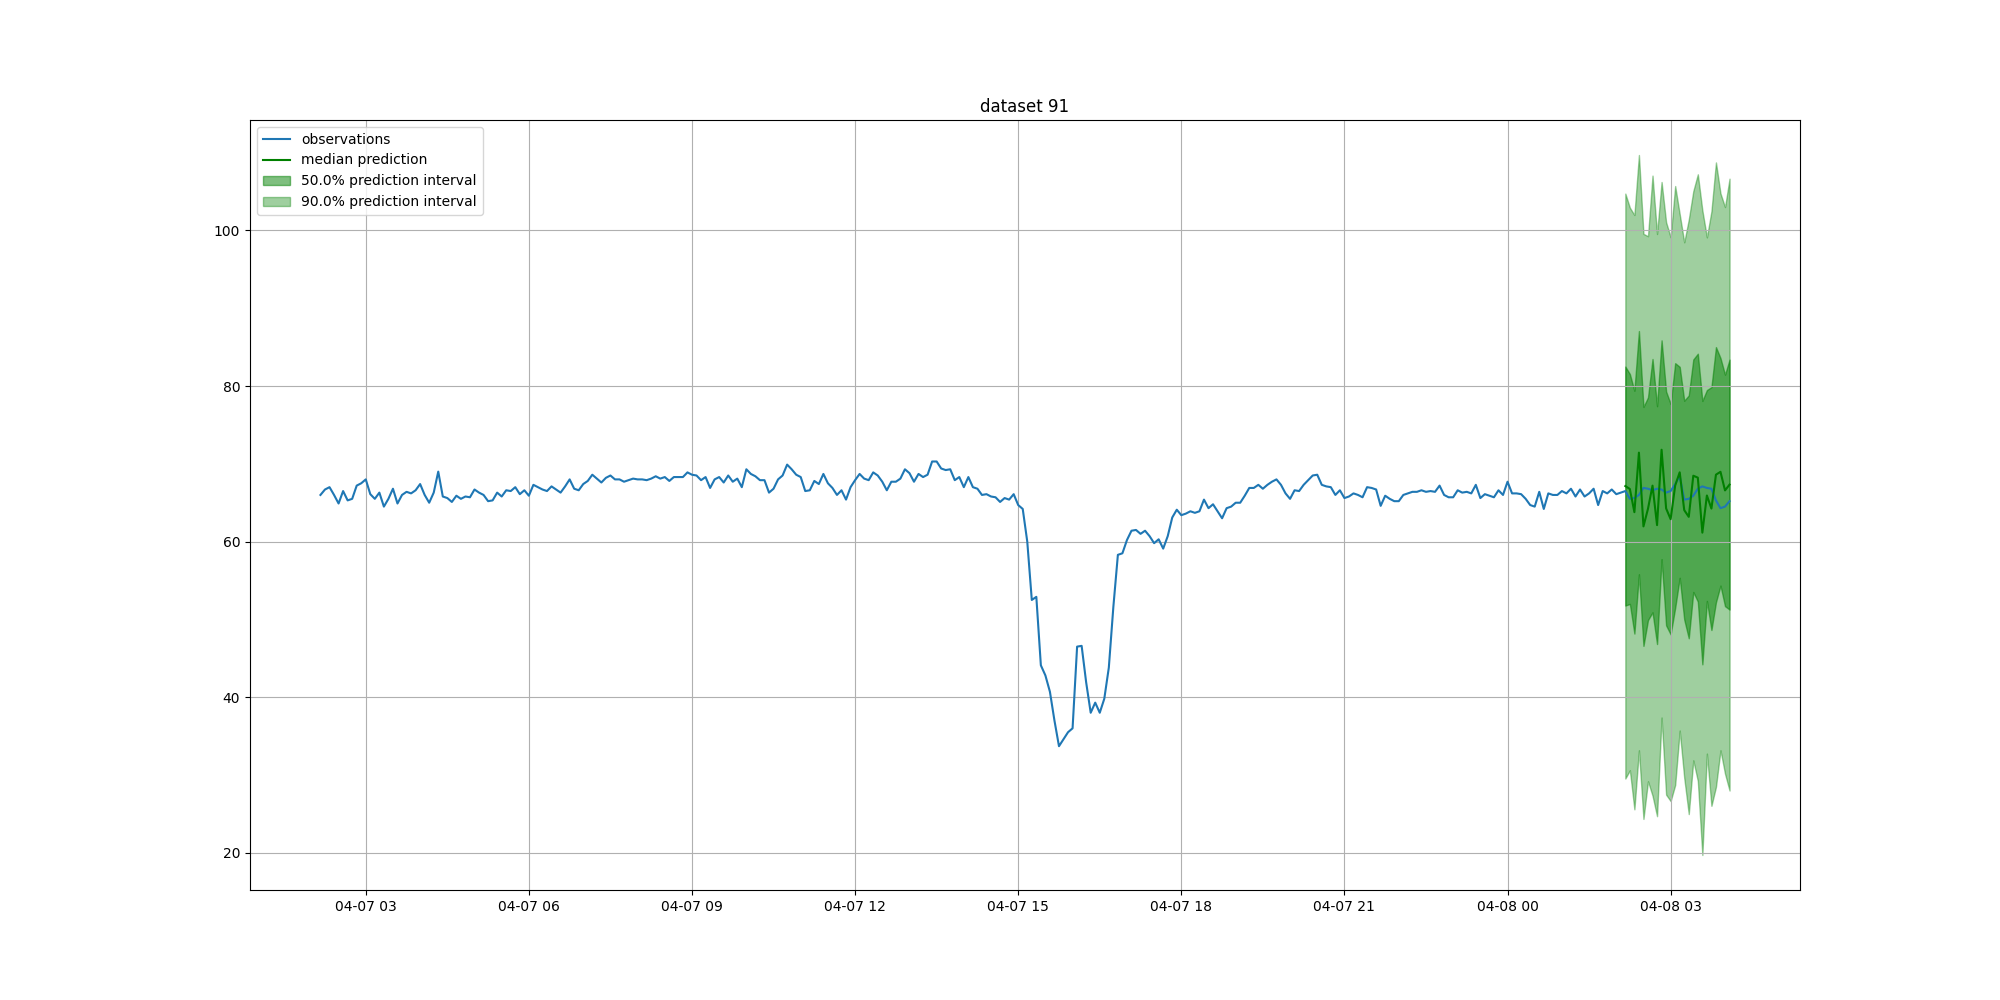 dataset 91
observations
median prediction
50.0% prediction interval
90.0% prediction interval
100
80
60
40
20
04-07 03 04-07 06 04-07 09 04-07 12 04-07 15 04-07 18 04-07 21 04-08 00 04-08 03